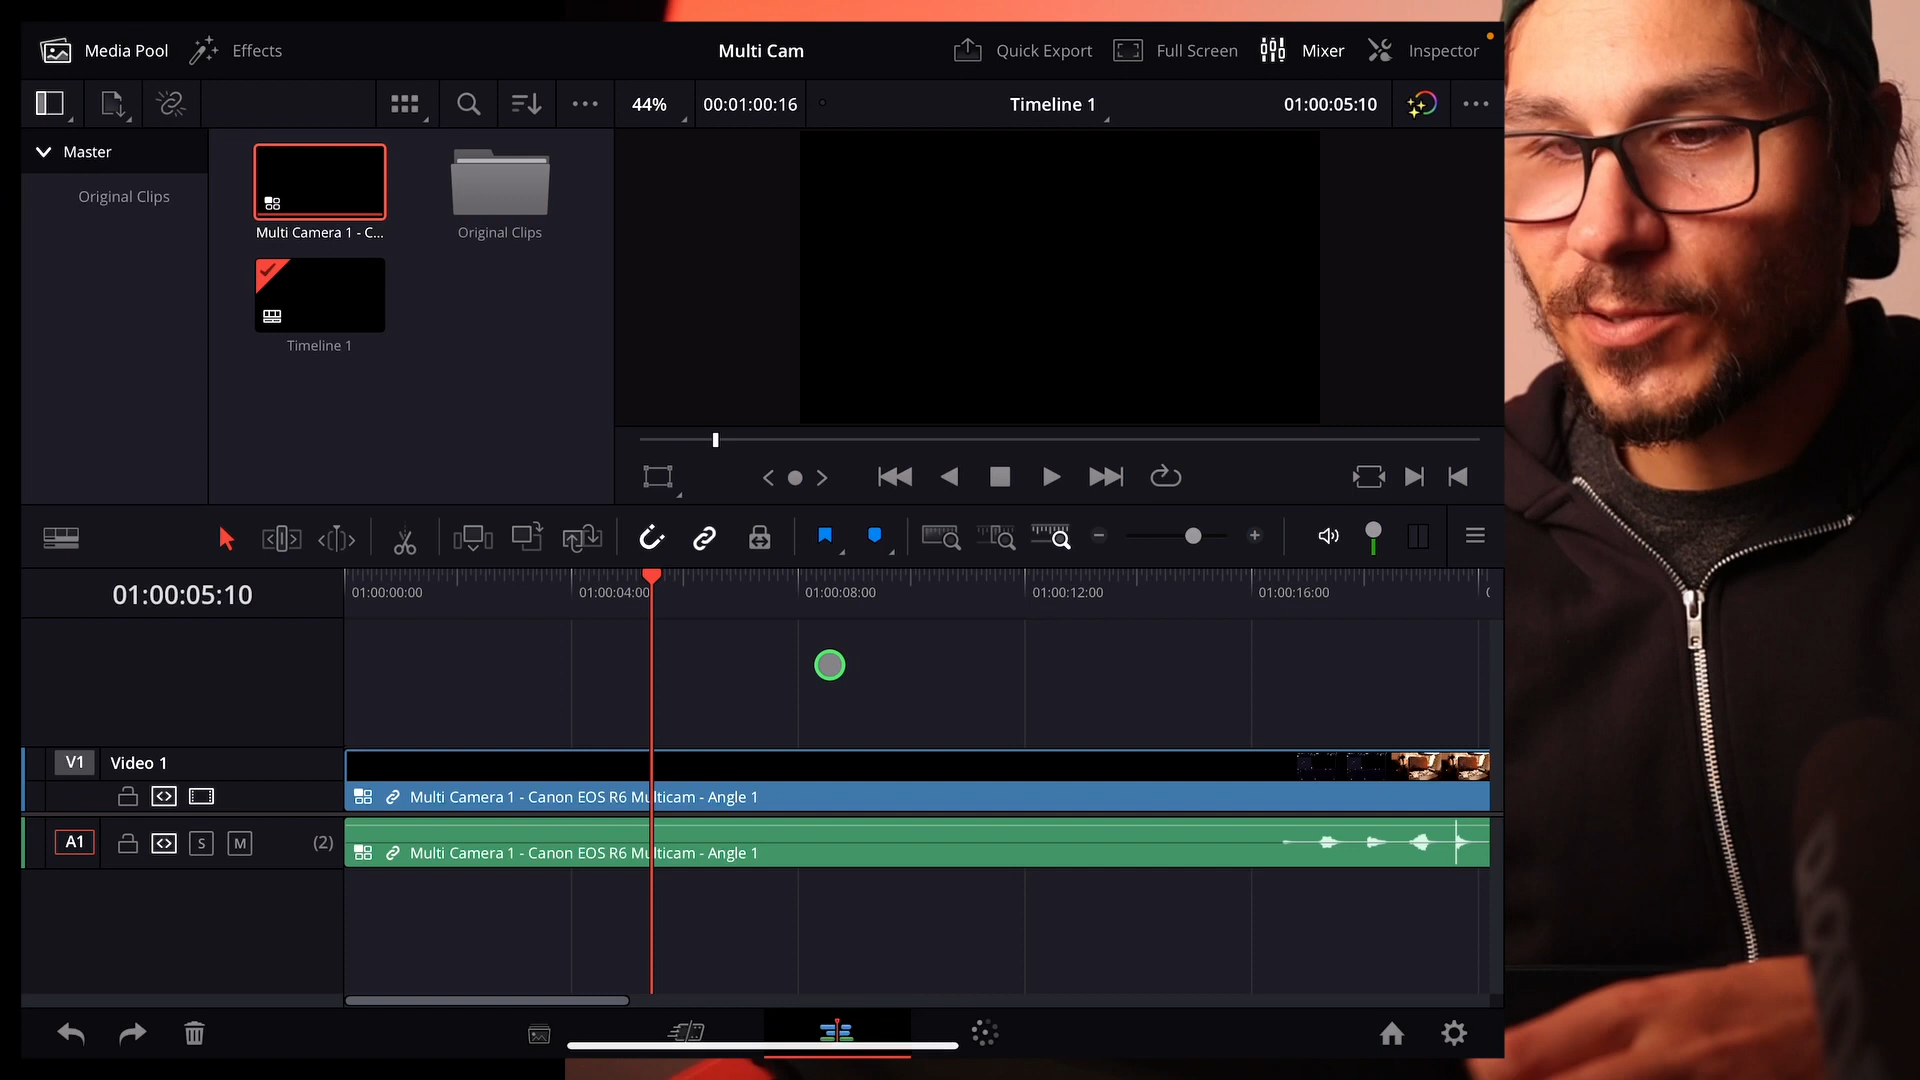 Media Pool
Effects
Multi Cam
Quick Export
Full Screen
Mixer
Inspector
44%
00:01:00:16
Timeline 1
01:00:05:10
Master
Original Clips
Multi Camera 1 - C...
Original Clips
Timeline 1
01:00:05:10
01:00:00:00
01:00:04:00
01:00:08:00
01:00:12:00
01:00:16:00
V1
Video 1
Multi Camera 1 - Canon EOS R6 Multicam - Angle 1
A1
S
M
(2)
Multi Camera 1 - Canon EOS R6 Multicam - Angle 1